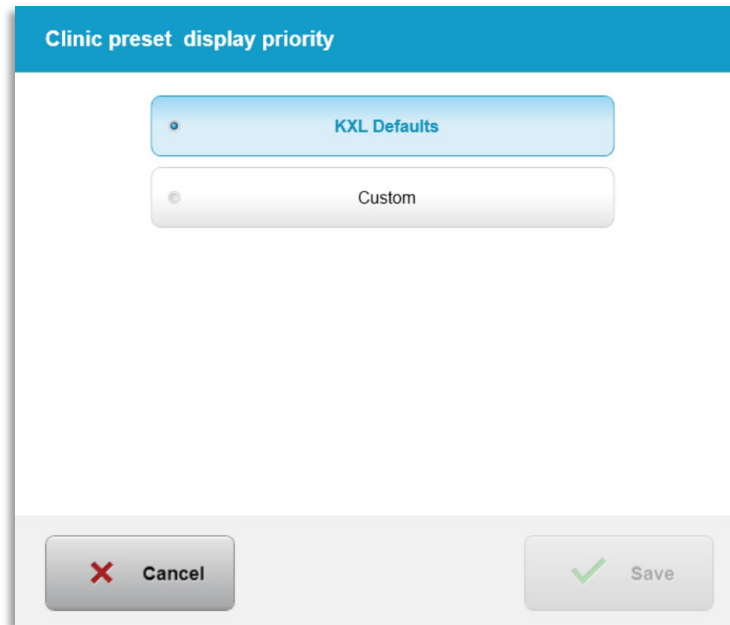 Clinic preset display priority
KXL Defaults
Custom
Cancel
Save